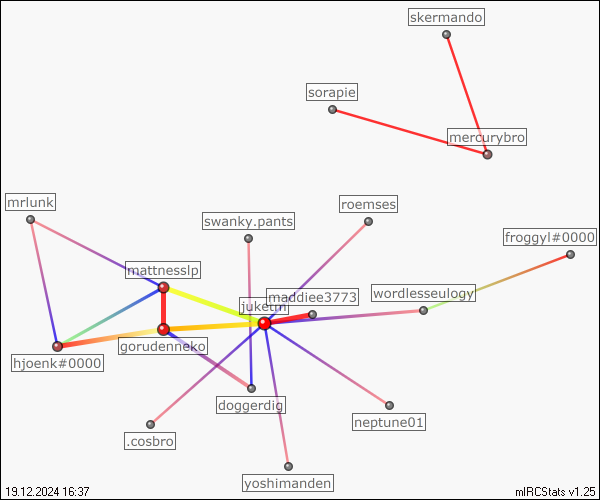 skermando
sorapie
mercurybro
mrlunk
roemses
swanky.pants
froggyl#0000
mattnesslp
maddiee3773
wordlesseulogy
gorudenneko
hjoenk#0000
doggerdig
neptune01
.cosbro
yoshimanden
19.12.2024 16:37
mIRCStats v1.25